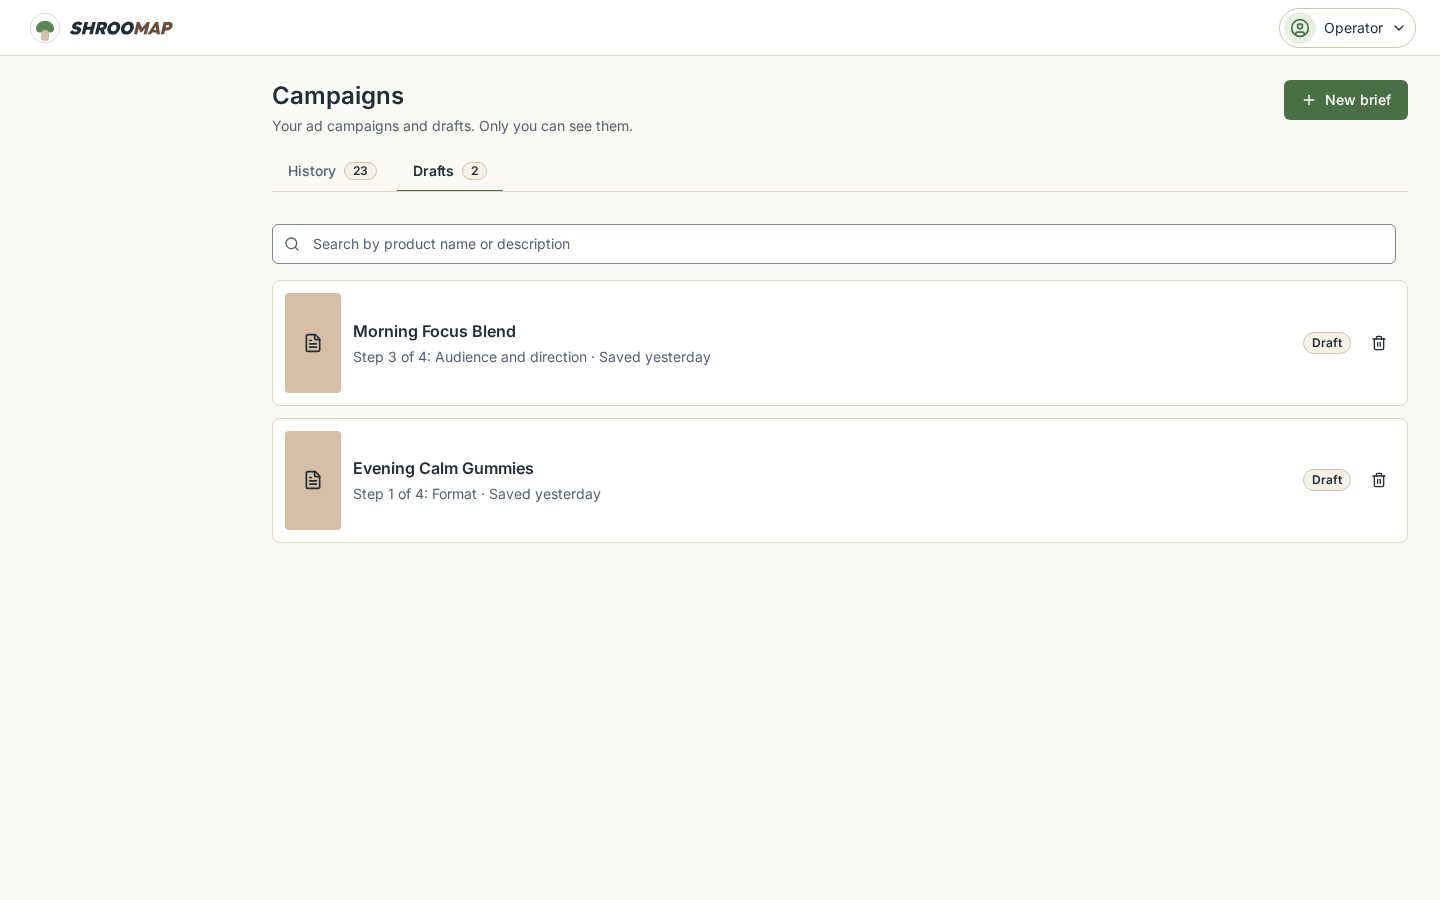 SHROOMAP
Operator
Campaigns
Your ad campaigns and drafts. Only you can see them.
New brief
History 23
Drafts 2
Search by product name or description
Morning Focus Blend
Step 3 of 4: Audience and direction · Saved yesterday
Draft
Evening Calm Gummies
Step 1 of 4: Format · Saved yesterday
Draft